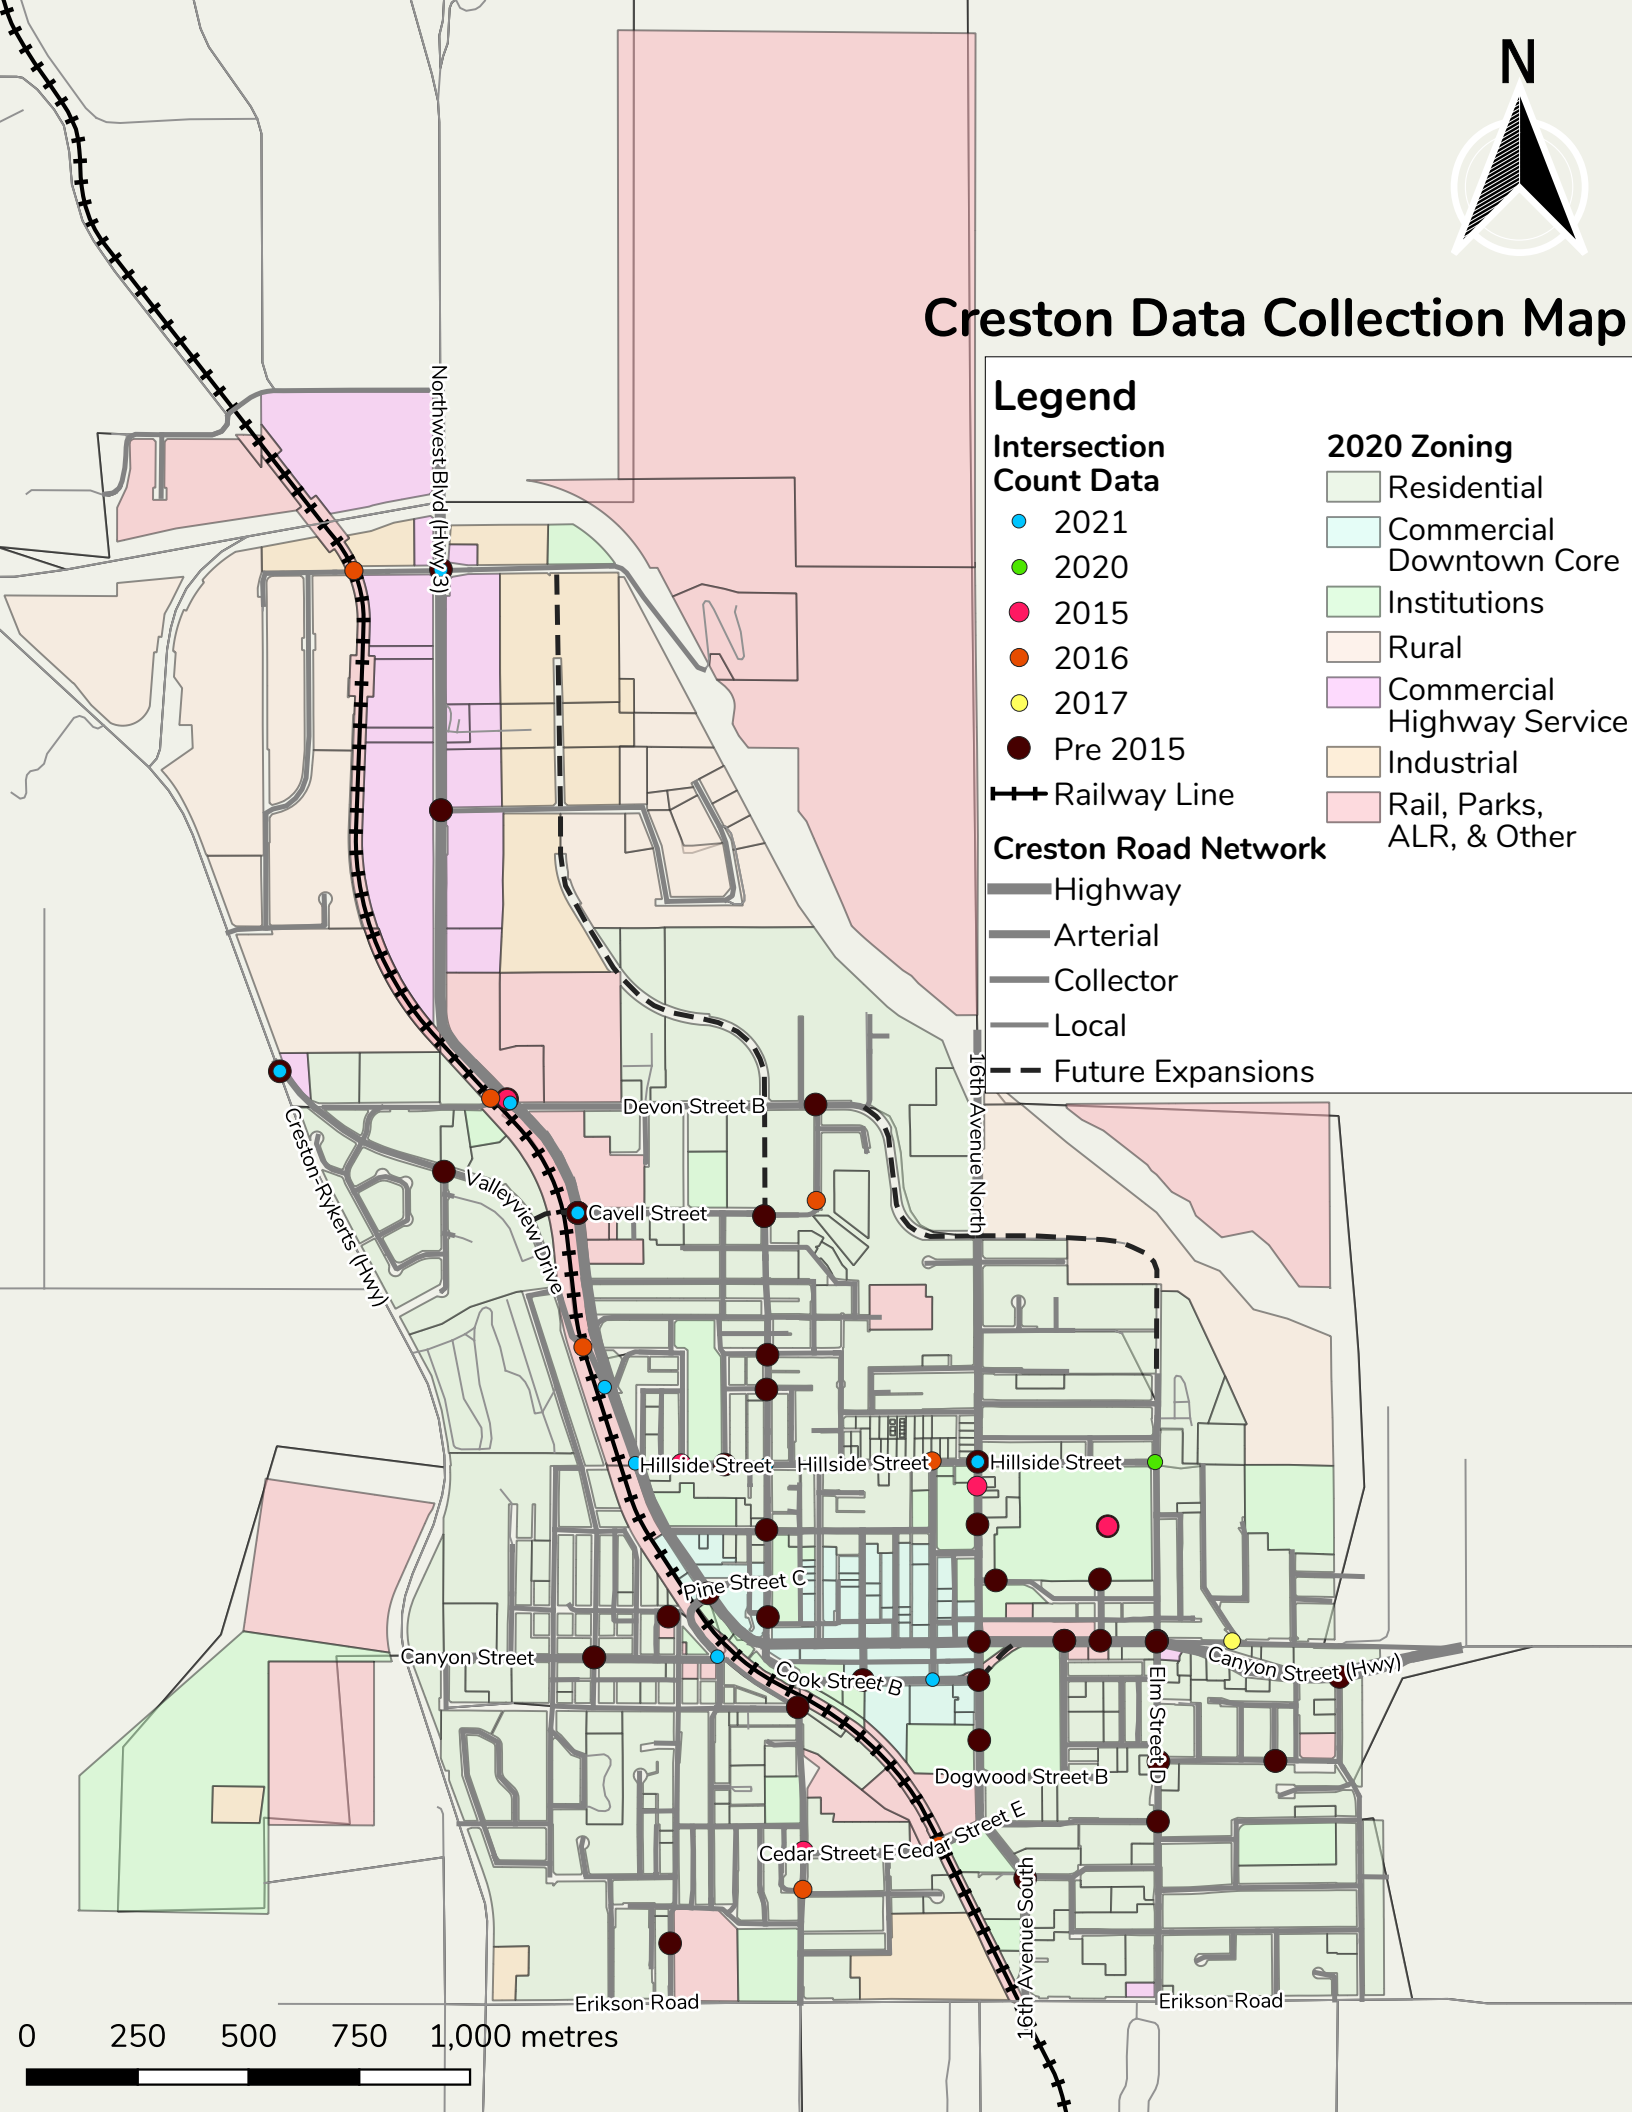 N
Creston Data Collection Map
Legend
Intersection
Count Data
2021
2020
2015
2016
2017
Pre 2015
Railway Line
Creston Road Network
Highway
Arterial
Collector
Local
Future Expansions
2020 Zoning
Residential
Commercial
Downtown Core
Institutions
Rural
Commercial
Highway Service
Industrial
Rail, Parks,
ALR, & Other
Northwest Blvd (Hwy 3)
16th Avenue North
Devon Street B
Creston-Rykerts (Hwy)
Valleyview Drive
Cavell Street
Hillside Street
Hillside Street
Hillside Street
Pine Street C
Canyon Street
Cook Street B
Canyon Street (Hwy)
Elm Street D
Dogwood Street B
Cedar Street E
Cedar Street E
16th Avenue South
Erikson Road
Erikson Road
0 250 500 750 1,000 metres